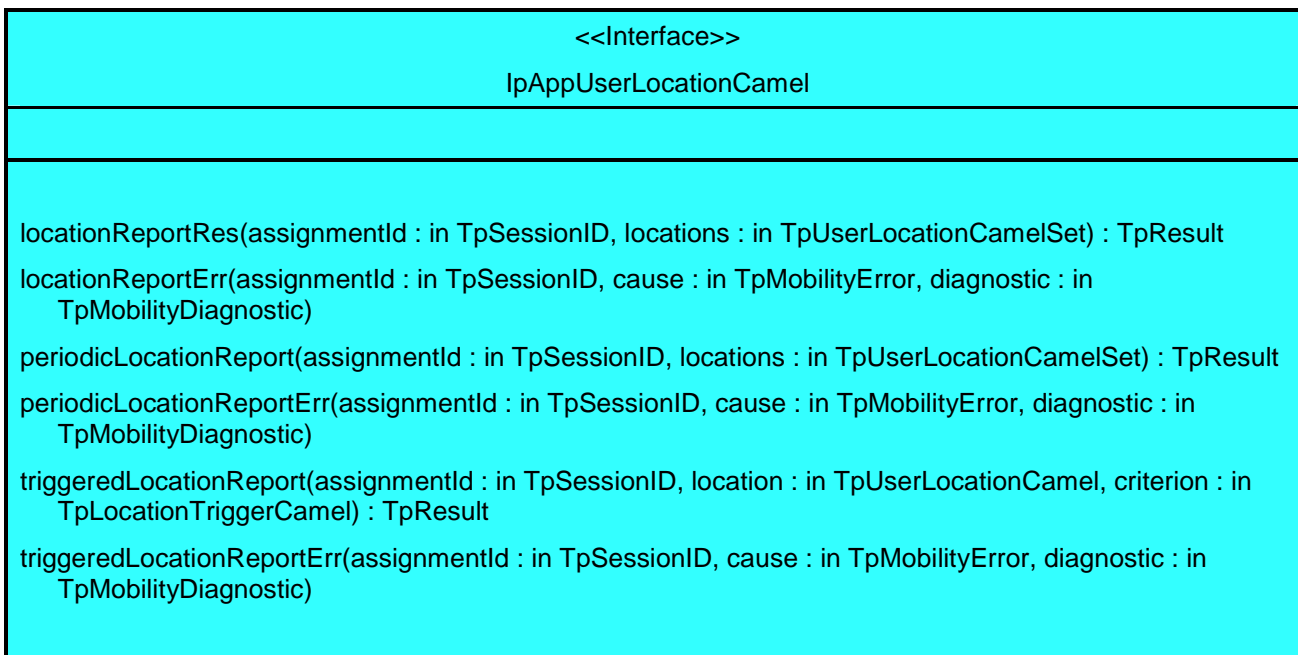 <<Interface>>
IpAppUserLocationCamel
locationReportRes(assignmentId : in TpSessionID, locations : in TpUserLocationCamelSet) : TpResult
locationReportErr(assignmentId : in TpSessionID, cause : in TpMobilityError, diagnostic : in
TpMobilityDiagnostic)
periodicLocationReport(assignmentId : in TpSessionID, locations : in TpUserLocationCamelSet) : TpResult
periodicLocationReportErr(assignmentId : in TpSessionID, cause : in TpMobilityError, diagnostic : in
TpMobilityDiagnostic)
triggeredLocationReport(assignmentId : in TpSessionID, location : in TpUserLocationCamel, criterion : in
TpLocationTriggerCamel) : TpResult
triggeredLocationReportErr(assignmentId : in TpSessionID, cause : in TpMobilityError, diagnostic : in
TpMobilityDiagnostic)